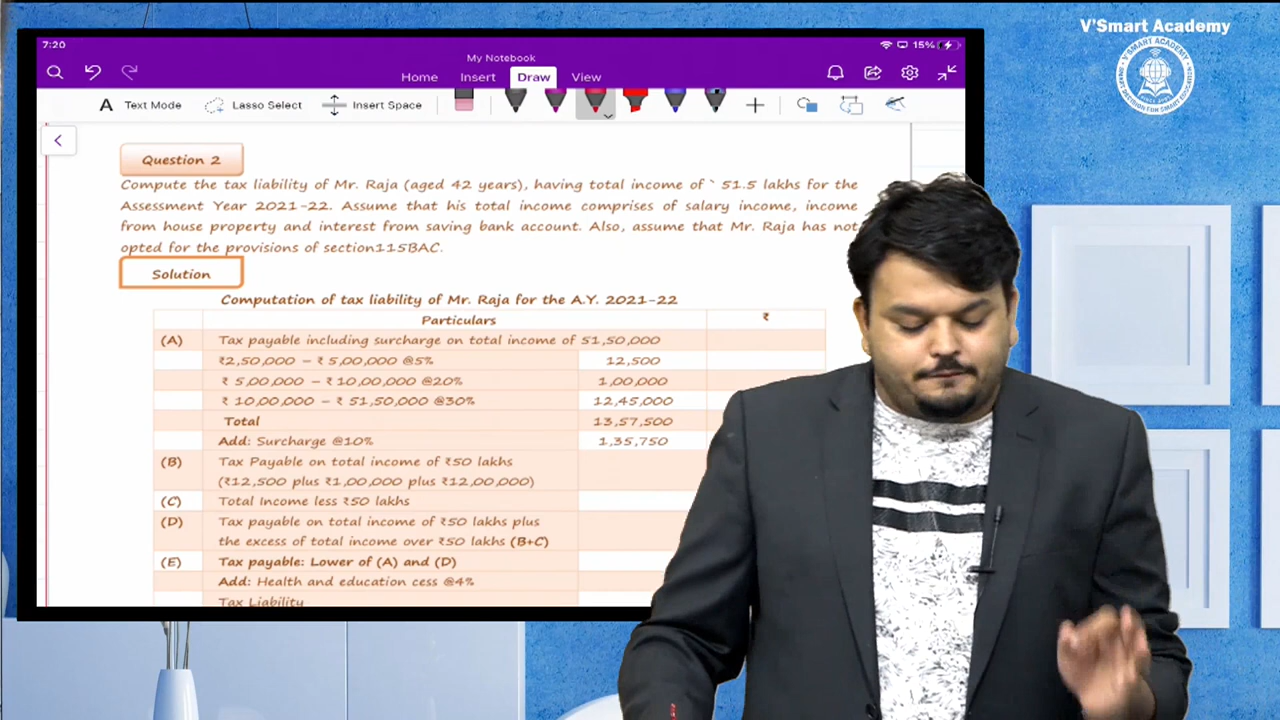 V'Smart Academy
7:20
15%
My Notebook
Home Insert Draw View
A Text Mode Lasso Select Insert Space
Question 2
Compute the tax liability of Mr. Raja (aged 42 years), having total income of ` 51.5 lakhs for the
Assessment Year 2021-22. Assume that his total income comprises of salary income, income
from house property and interest from saving bank account. Also, assume that Mr. Raja has not
opted for the provisions of section115BAC.
Solution
Computation of tax liability of Mr. Raja for the A.Y. 2021-22
Particulars ₹
(A) Tax payable including surcharge on total income of 51,50,000
₹2,50,000 – ₹ 5,00,000 @5% 12,500
₹ 5,00,000 – ₹ 10,00,000 @20% 1,00,000
₹ 10,00,000 – ₹ 51,50,000 @30% 12,45,000
Total 13,57,500
Add: Surcharge @10% 1,35,750
(B) Tax Payable on total income of ₹50 lakhs
(₹12,500 plus ₹1,00,000 plus ₹12,00,000)
(C) Total Income less ₹50 lakhs
(D) Tax payable on total income of ₹50 lakhs plus
the excess of total income over ₹50 lakhs (B+C)
(E) Tax payable: Lower of (A) and (D)
Add: Health and education cess @4%
Tax Liability